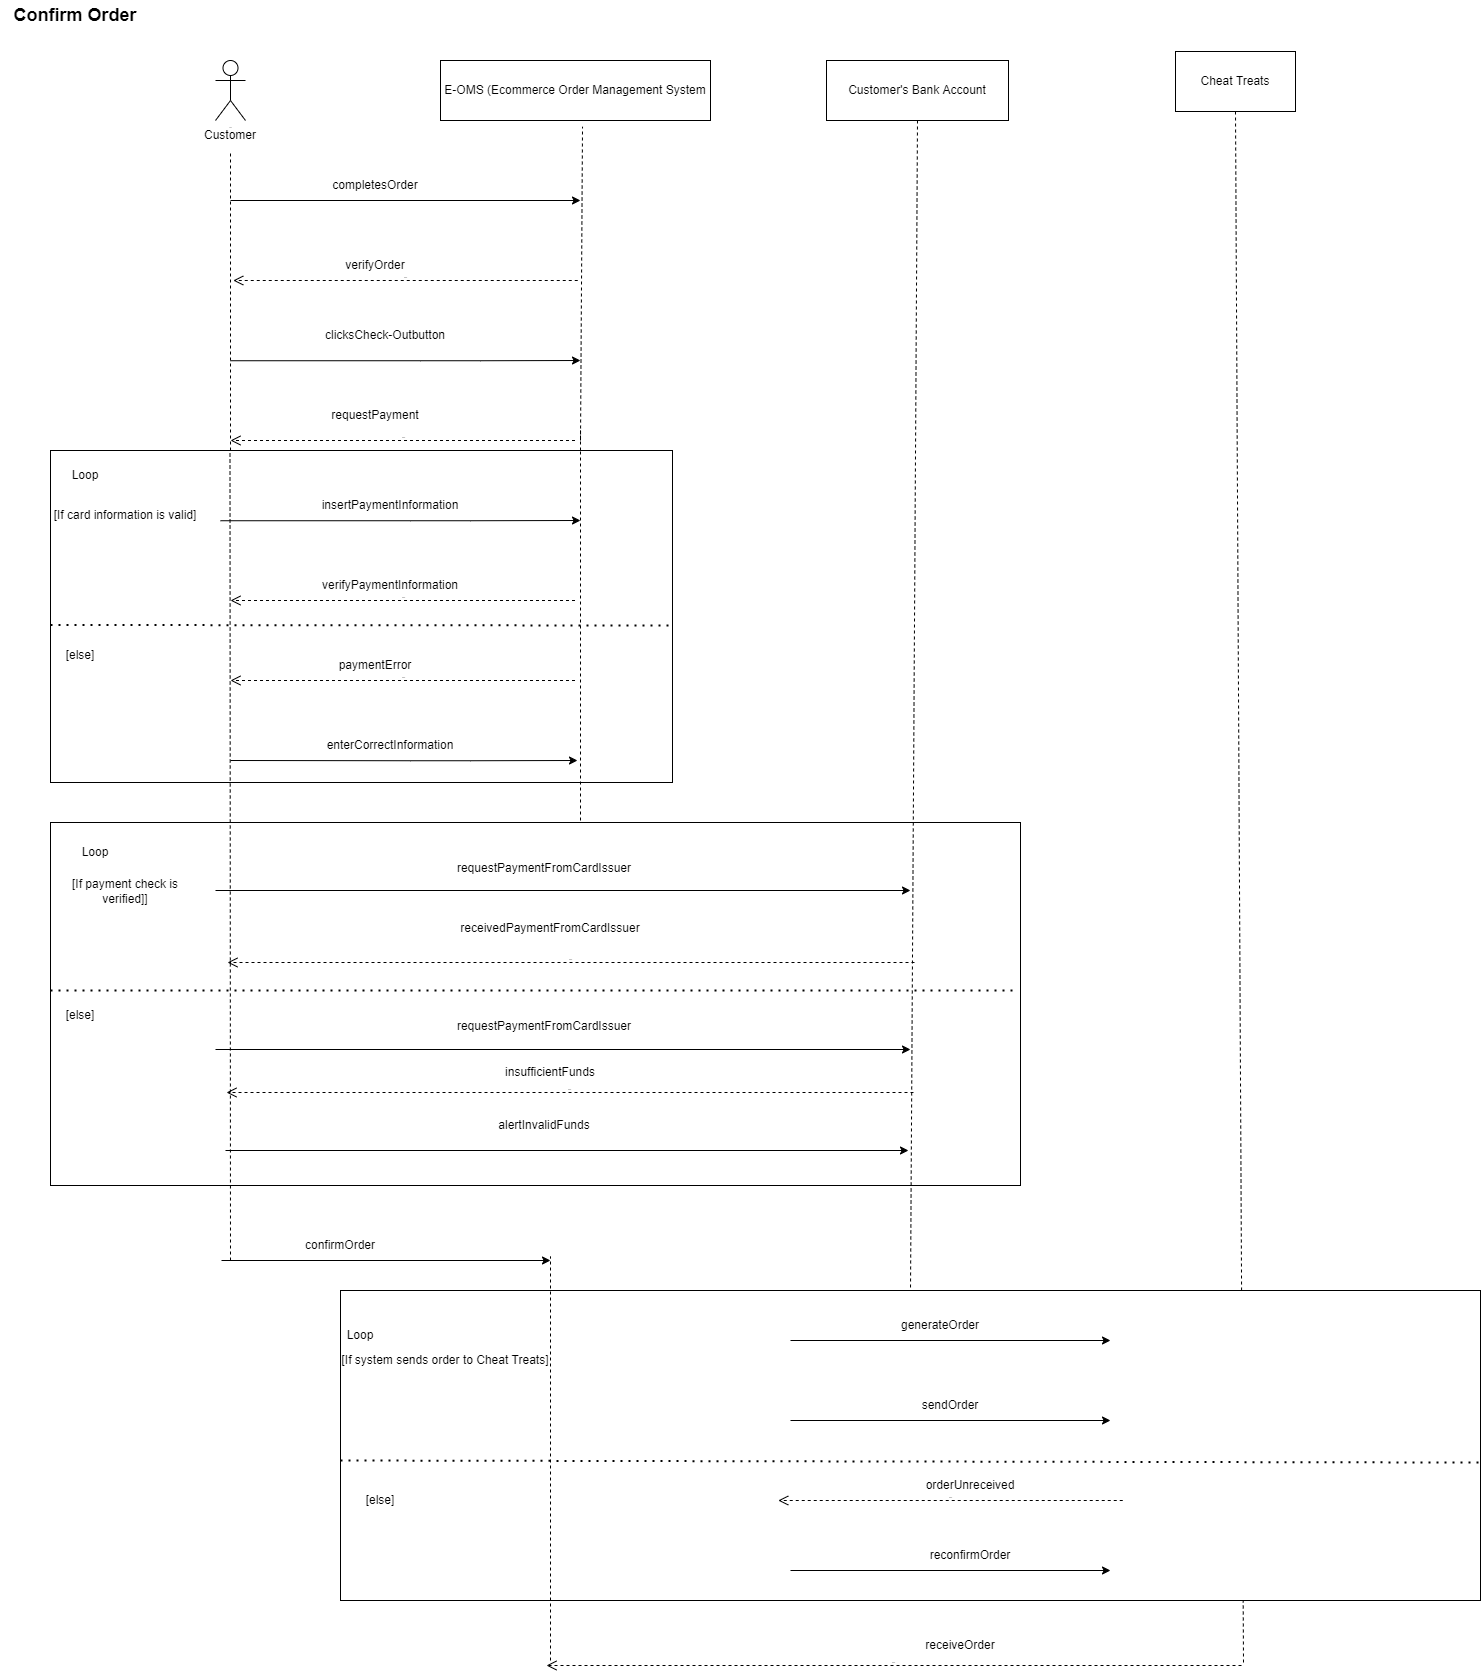 Confirm Order
Customer
E-OMS (Ecommerce Order Management System
Customer's Bank Account
Cheat Treats
completesOrder
verifyOrder
clicksCheck-Outbutton
requestPayment
Loop
[If card information is valid]
insertPaymentInformation
verifyPaymentInformation
[else]
paymentError
enterCorrectInformation
Loop
[If payment check is
verified]]
requestPaymentFromCardIssuer
receivedPaymentFromCardIssuer
[else]
requestPaymentFromCardIssuer
insufficientFunds
alertInvalidFunds
confirmOrder
Loop
[If system sends order to Cheat Treats]
generateOrder
sendOrder
[else]
orderUnreceived
reconfirmOrder
receiveOrder